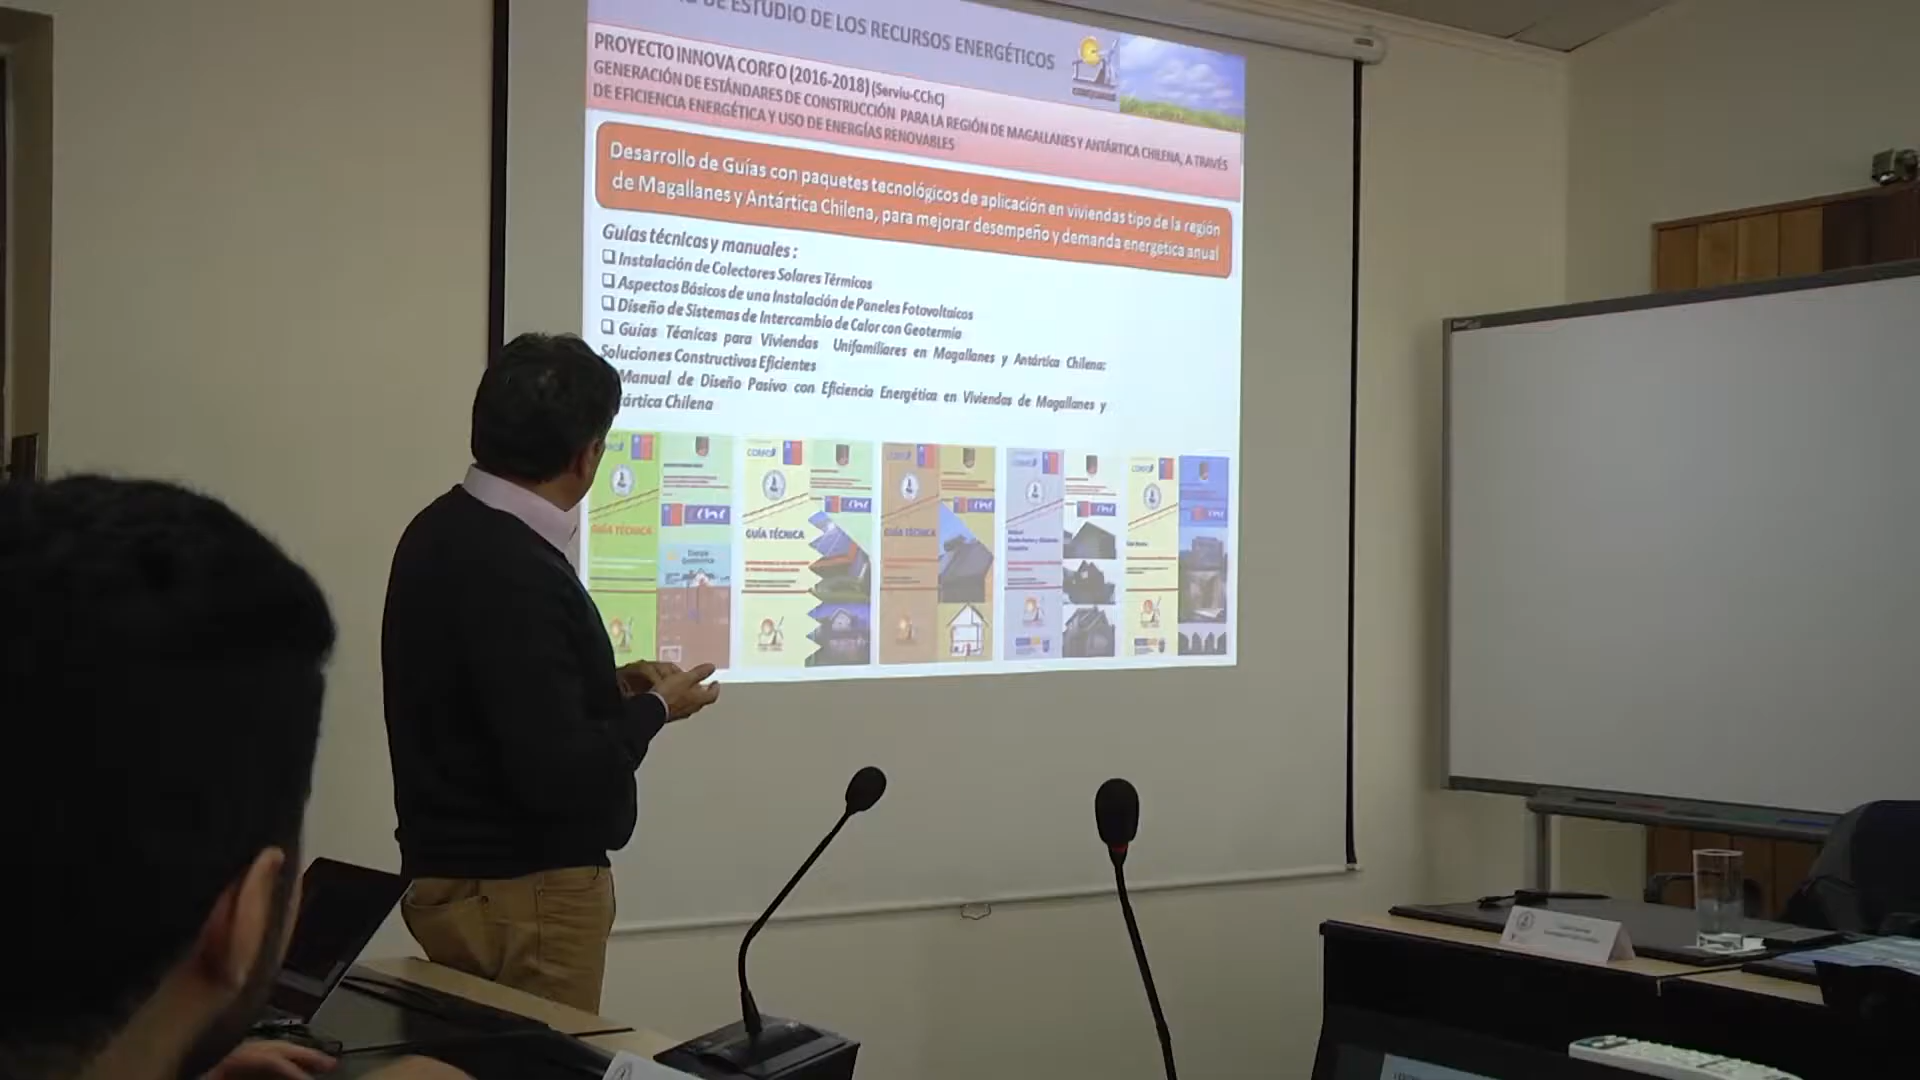 DE ESTUDIO DE LOS RECURSOS ENERGÉTICOS
PROYECTO INNOVA CORFO (2016-2018) (Serviu-CChC)
GENERACIÓN DE ESTÁNDARES DE CONSTRUCCIÓN PARA LA REGIÓN DE MAGALLANES Y ANTÁRTICA CHILENA, A TRAVÉS
DE EFICIENCIA ENERGÉTICA Y USO DE ENERGÍAS RENOVABLES
Desarrollo de Guías con paquetes tecnológicos de aplicación en viviendas tipo de la región
de Magallanes y Antártica Chilena, para mejorar desempeño y demanda energética anual
Guías técnicas y manuales :
Instalación de Colectores Solares Térmicos
Aspectos Básicos de una Instalación de Paneles Fotovoltaicos
Diseño de Sistemas de Intercambio de Calor con Geotermia
Guías Técnicas para Viviendas Unifamiliares en Magallanes y Antártica Chilena:
Soluciones Constructivas Eficientes
Manual de Diseño Pasivo con Eficiencia Energética en Viviendas de Magallanes y
ártica Chilena
CORFO
CORFO
CORFO
CORFO
GUÍA TÉCNICA
GUÍA TÉCNICA
GUÍA TÉCNICA
Energía
Geotérmica